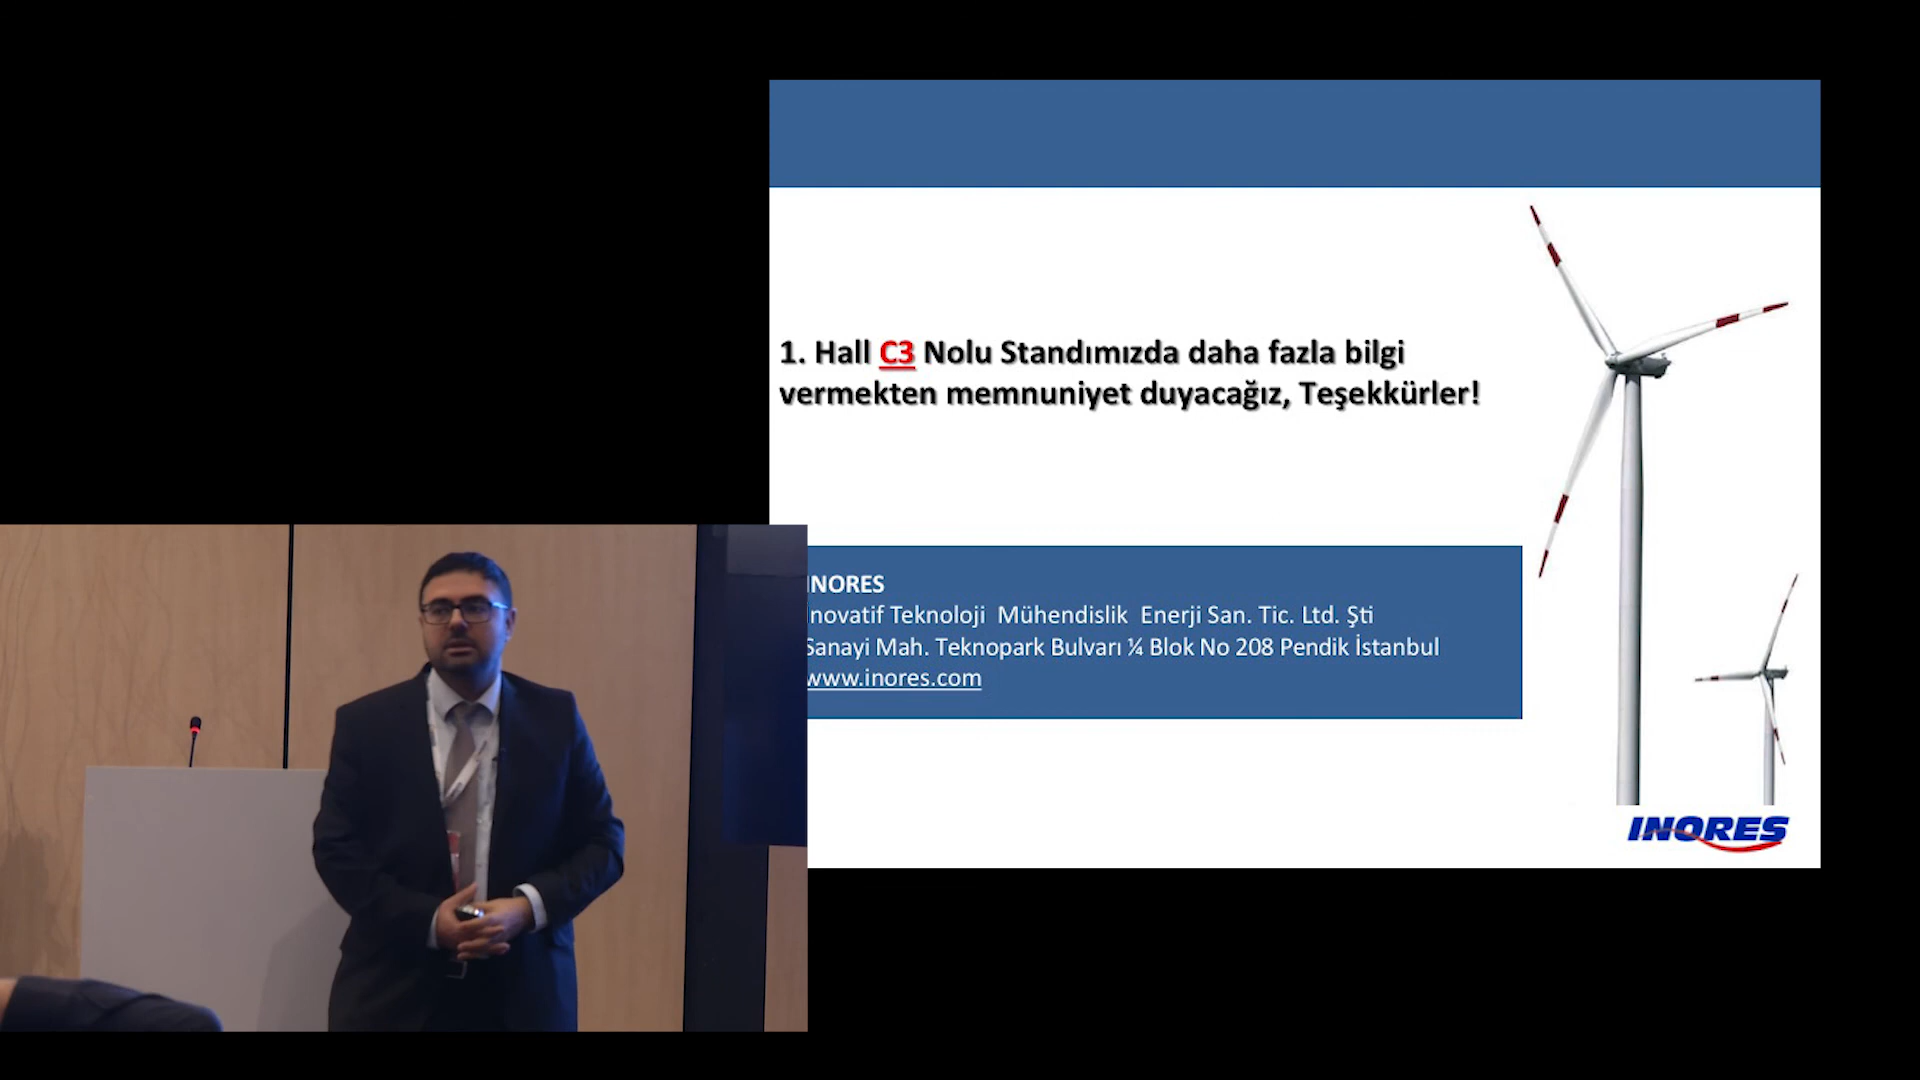 1. Hall C3 Nolu Standımızda daha fazla bilgi
vermekten memnuniyet duyacağız, Teşekkürler!
INORES
İnovatif Teknoloji Mühendislik Enerji San. Tic. Ltd. Şti
Sanayi Mah. Teknopark Bulvarı ¼ Blok No 208 Pendik İstanbul
www.inores.com
INORES